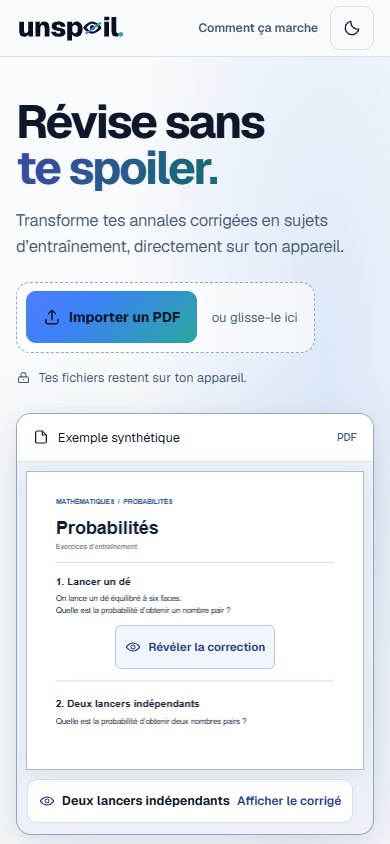 unspoil.
Comment ça marche
Révise sans
te spoiler.
Transforme tes annales corrigées en sujets
d’entraînement, directement sur ton appareil.
Importer un PDF
ou glisse-le ici
Tes fichiers restent sur ton appareil.
Exemple synthétique
PDF
MATHÉMATIQUES / PROBABILITÉS
Probabilités
Exercices d’entraînement
1. Lancer un dé
On lance un dé équilibré à six faces.
Quelle est la probabilité d’obtenir un nombre pair ?
Révéler la correction
2. Deux lancers indépendants
Quelle est la probabilité d’obtenir deux nombres pairs ?
Deux lancers indépendants
Afficher le corrigé